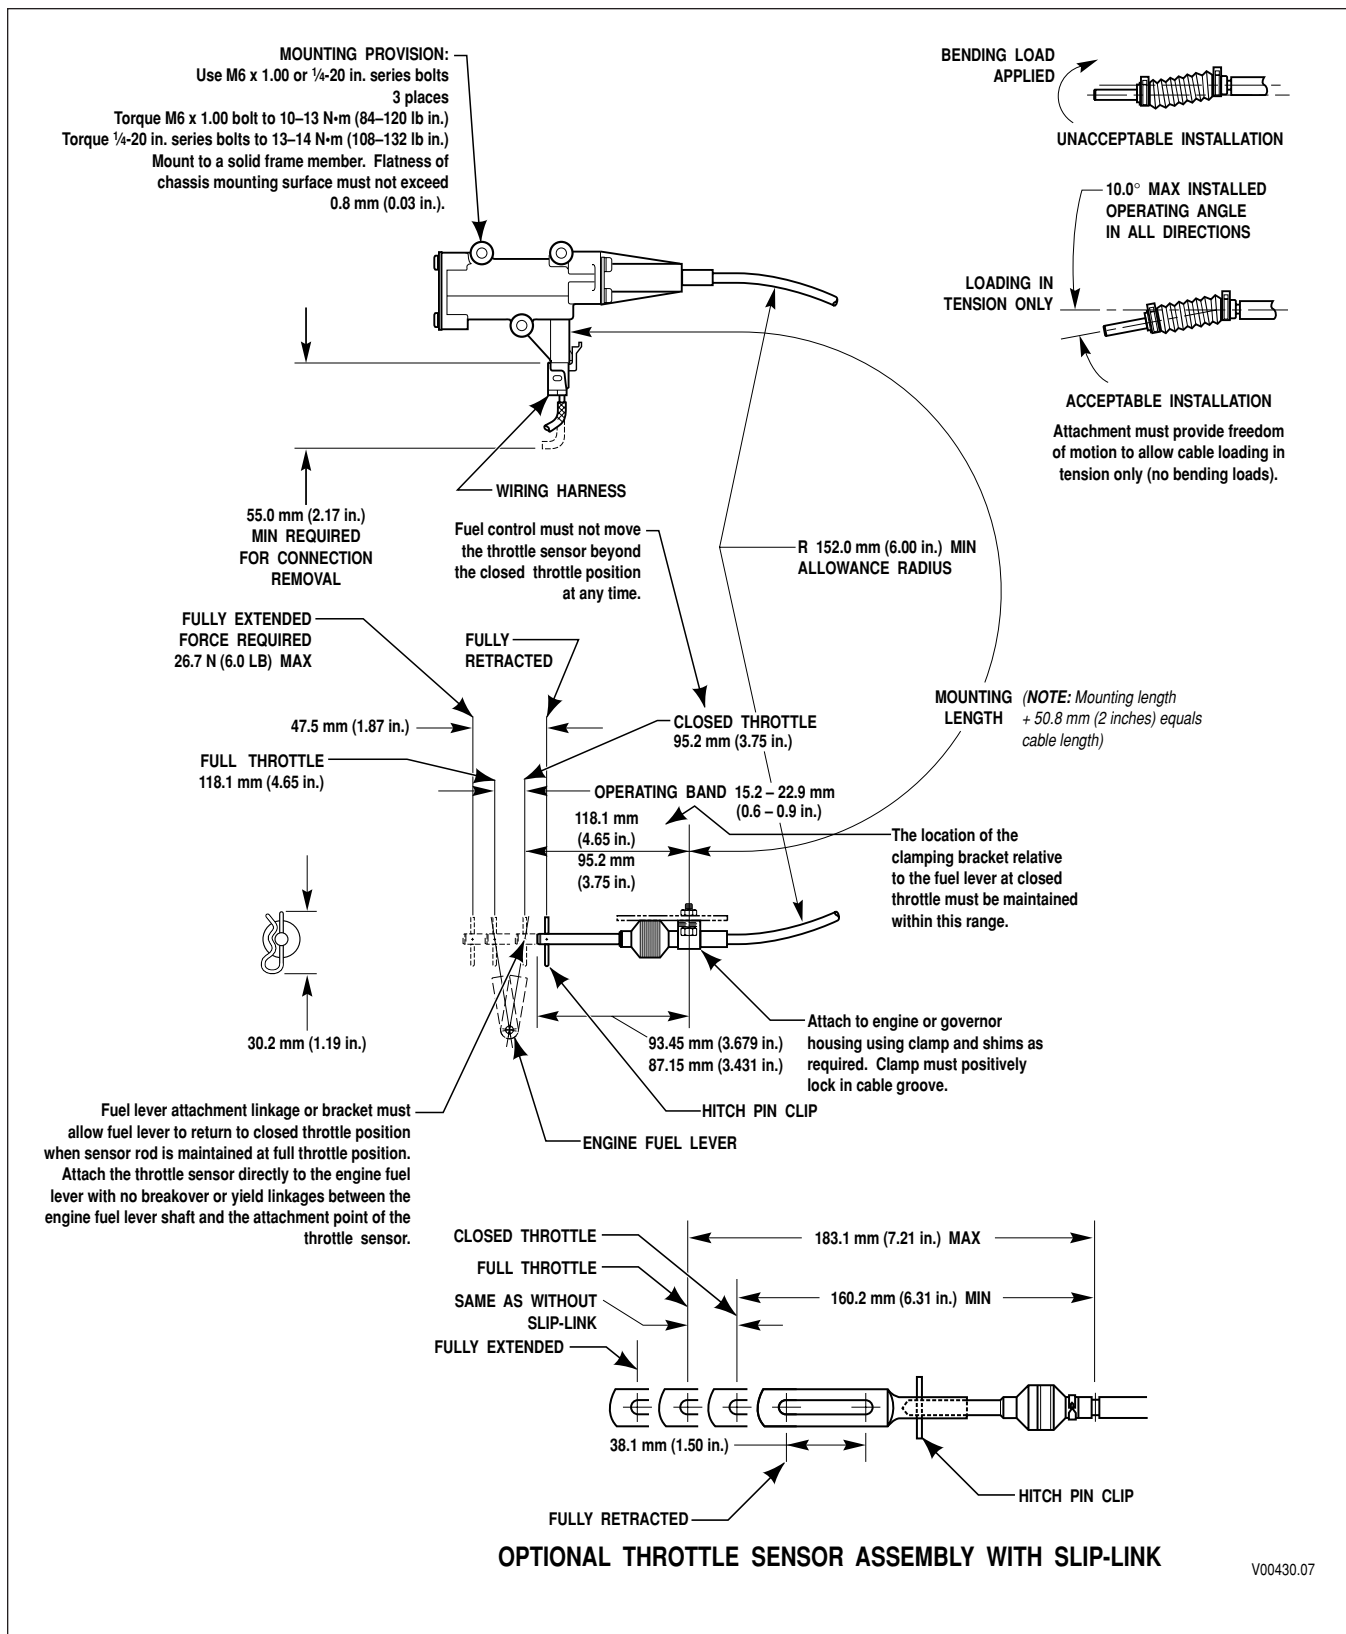 MOUNTING PROVISION:
Use M6 x 1.00 or ¼-20 in. series bolts
3 places
Torque M6 x 1.00 bolt to 10–13 N•m (84–120 lb in.)
Torque ¼-20 in. series bolts to 13–14 N•m (108–132 lb in.)
Mount to a solid frame member. Flatness of
chassis mounting surface must not exceed
0.8 mm (0.03 in.).
BENDING LOAD
APPLIED
UNACCEPTABLE INSTALLATION
10.0° MAX INSTALLED
OPERATING ANGLE
IN ALL DIRECTIONS
LOADING IN
TENSION ONLY
ACCEPTABLE INSTALLATION
Attachment must provide freedom
of motion to allow cable loading in
tension only (no bending loads).
WIRING HARNESS
55.0 mm (2.17 in.)
MIN REQUIRED
FOR CONNECTION
REMOVAL
Fuel control must not move
the throttle sensor beyond
the closed throttle position
at any time.
R 152.0 mm (6.00 in.) MIN
ALLOWANCE RADIUS
FULLY EXTENDED
FORCE REQUIRED
26.7 N (6.0 LB) MAX
FULLY
RETRACTED
MOUNTING
LENGTH
(NOTE: Mounting length
+ 50.8 mm (2 inches) equals
cable length)
47.5 mm (1.87 in.)
CLOSED THROTTLE
95.2 mm (3.75 in.)
FULL THROTTLE
118.1 mm (4.65 in.)
OPERATING BAND 15.2 – 22.9 mm
(0.6 – 0.9 in.)
118.1 mm
(4.65 in.)
95.2 mm
(3.75 in.)
The location of the
clamping bracket relative
to the fuel lever at closed
throttle must be maintained
within this range.
30.2 mm (1.19 in.)
93.45 mm (3.679 in.)
87.15 mm (3.431 in.)
Attach to engine or governor
housing using clamp and shims as
required. Clamp must positively
lock in cable groove.
HITCH PIN CLIP
ENGINE FUEL LEVER
Fuel lever attachment linkage or bracket must
allow fuel lever to return to closed throttle position
when sensor rod is maintained at full throttle position.
Attach the throttle sensor directly to the engine fuel
lever with no breakover or yield linkages between the
engine fuel lever shaft and the attachment point of the
throttle sensor.
CLOSED THROTTLE
183.1 mm (7.21 in.) MAX
FULL THROTTLE
SAME AS WITHOUT
SLIP-LINK
160.2 mm (6.31 in.) MIN
FULLY EXTENDED
38.1 mm (1.50 in.)
HITCH PIN CLIP
FULLY RETRACTED
OPTIONAL THROTTLE SENSOR ASSEMBLY WITH SLIP-LINK
V00430.07